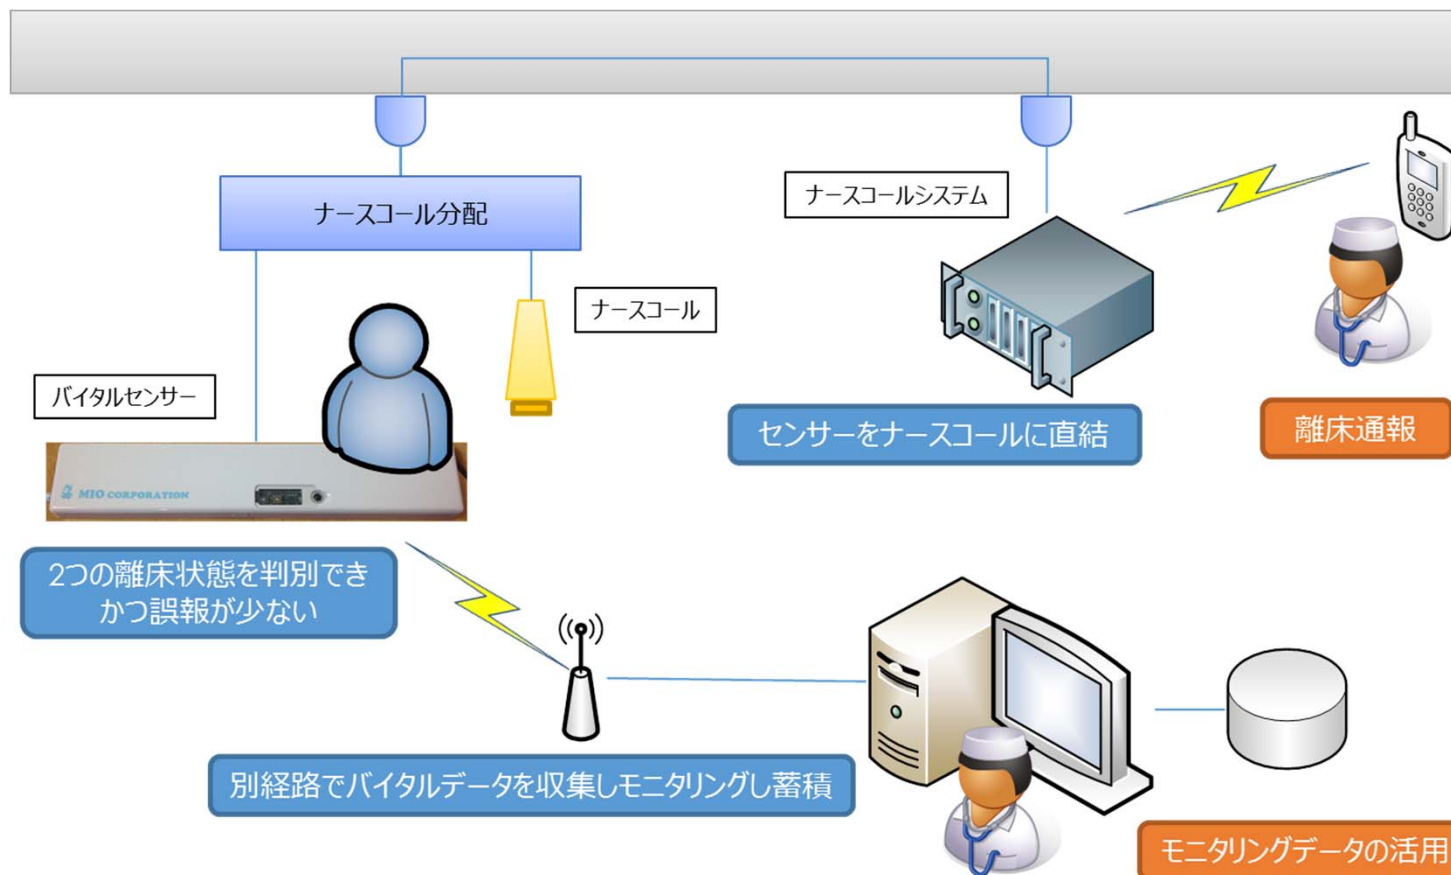 ナースコール分配
ナースコールシステム
ナースコール
バイタルセンサー
MIO CORPORATION
センサーをナースコールに直結
離床通報
2つの離床状態を判別でき
かつ誤報が少ない
別経路でバイタルデータを収集しモニタリングし蓄積
モニタリングデータの活用